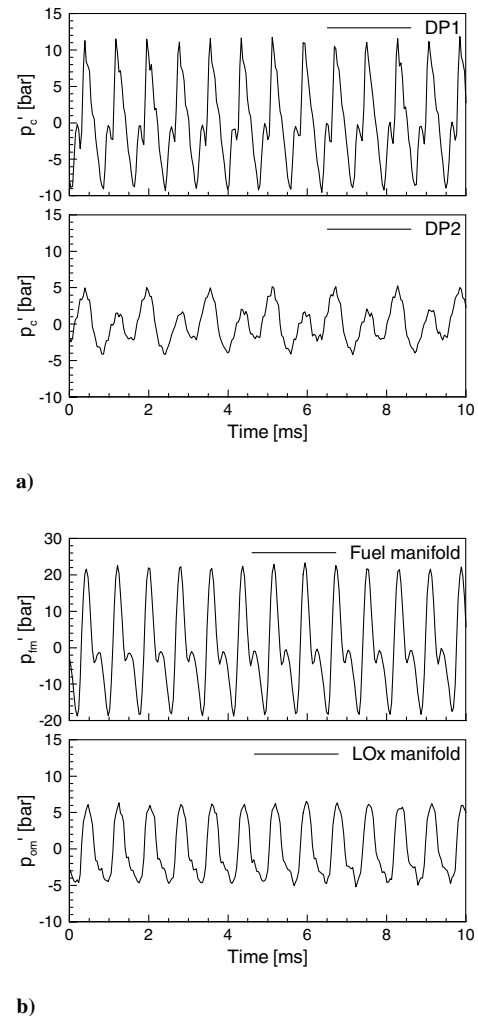 15
DP1
10
5
0
-5
-10
p_c' [bar]
15
DP2
10
5
0
-5
-10
p_c' [bar]
0 2 4 6 8 10
Time [ms]
a)
30
Fuel manifold
20
10
0
-10
-20
p_fm' [bar]
15
LOx manifold
10
5
0
-5
-10
p_om' [bar]
0 2 4 6 8 10
Time [ms]
b)